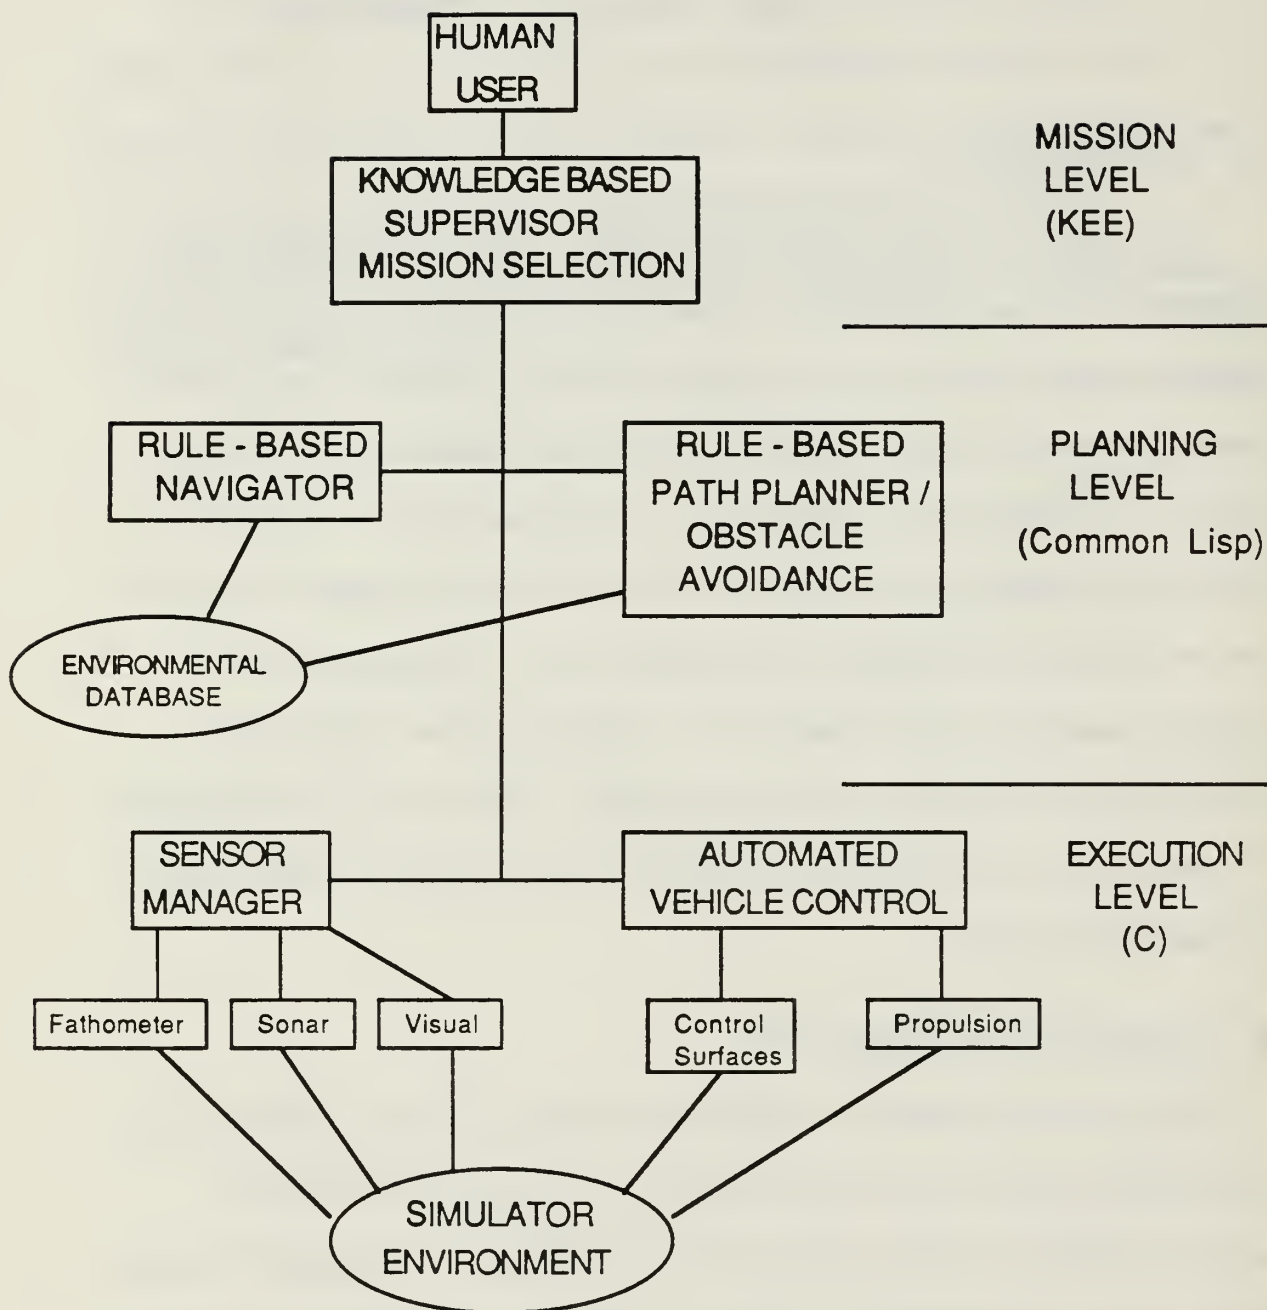 HUMAN
USER
KNOWLEDGE BASED
SUPERVISOR
MISSION SELECTION
MISSION
LEVEL
(KEE)
RULE - BASED
NAVIGATOR
RULE - BASED
PATH PLANNER /
OBSTACLE
AVOIDANCE
PLANNING
LEVEL
(Common Lisp)
ENVIRONMENTAL
DATABASE
SENSOR
MANAGER
AUTOMATED
VEHICLE CONTROL
EXECUTION
LEVEL
(C)
Fathometer
Sonar
Visual
Control
Surfaces
Propulsion
SIMULATOR
ENVIRONMENT